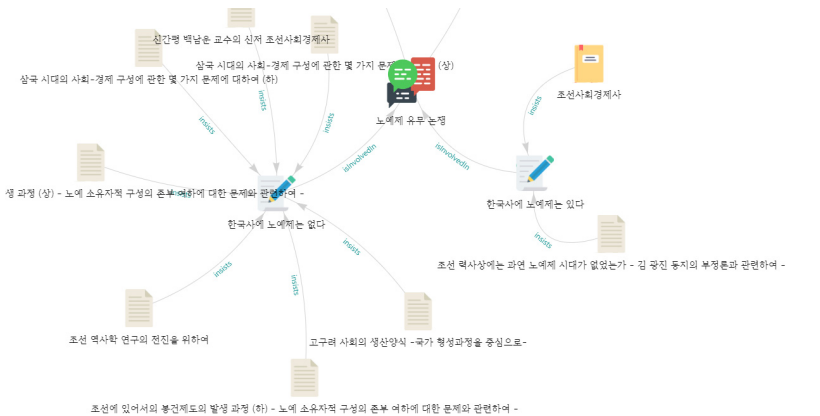 신간평 백남운 교수의 신저 조선사회경제사
삼국 시대의 사회-경제 구성에 관한 몇 가지 문제 (상)
삼국 시대의 사회-경제 구성에 관한 몇 가지 문제에 대하여 (하)
조선사회경제사
노예제 유무 논쟁
insists
insists
insists
insists
isInvolvedIn
isInvolvedIn
생 과정 (상) - 노예 소유자적 구성의 존부 여하에 대한 문제와 관련하여 -
insists
한국사에 노예제는 없다
한국사에 노예제는 있다
insists
insists
insists
insists
조선 력사상에는 과연 노예제 시대가 없었는가 - 김 광진 동지의 부정론과 관련하여 -
조선 역사학 연구의 전진을 위하여
고구려 사회의 생산양식 -국가 형성과정을 중심으로-
조선에 있어서의 봉건제도의 발생 과정 (하) - 노예 소유자적 구성의 존부 여하에 대한 문제와 관련하여 -